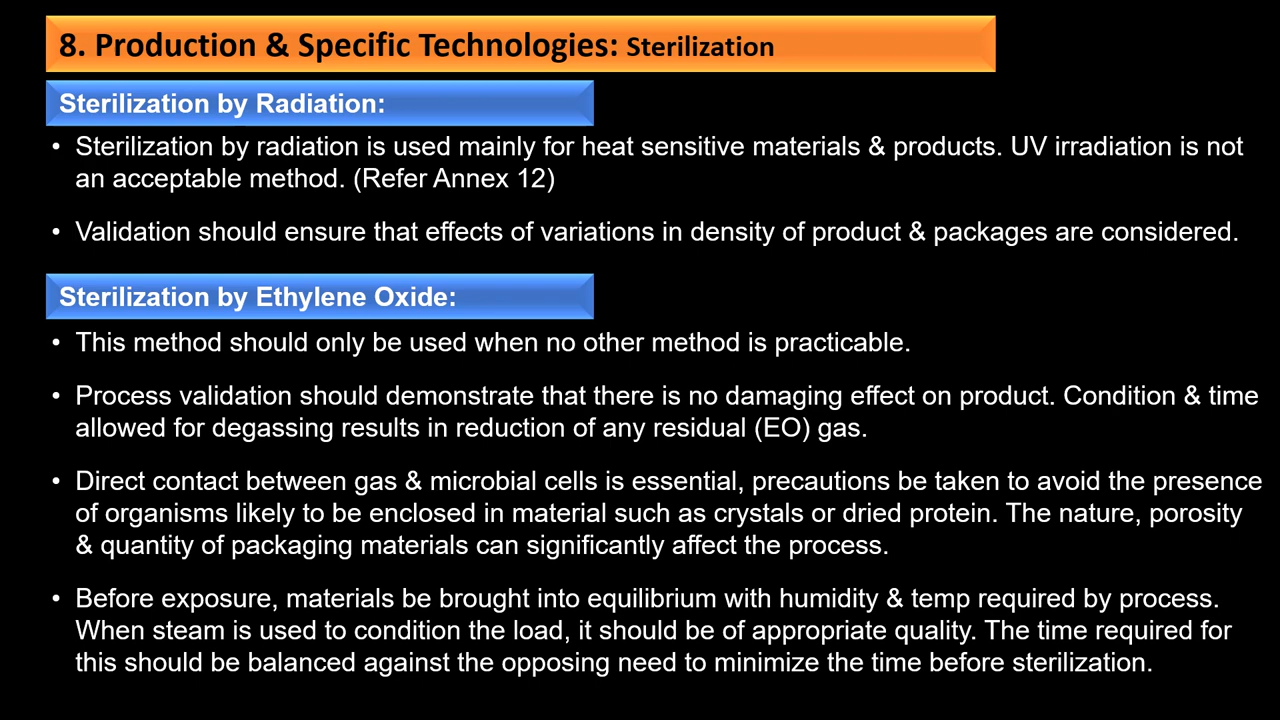 8. Production & Specific Technologies: Sterilization
Sterilization by Radiation:
• Sterilization by radiation is used mainly for heat sensitive materials & products. UV irradiation is not
an acceptable method. (Refer Annex 12)
• Validation should ensure that effects of variations in density of product & packages are considered.
Sterilization by Ethylene Oxide:
• This method should only be used when no other method is practicable.
• Process validation should demonstrate that there is no damaging effect on product. Condition & time
allowed for degassing results in reduction of any residual (EO) gas.
• Direct contact between gas & microbial cells is essential, precautions be taken to avoid the presence
of organisms likely to be enclosed in material such as crystals or dried protein. The nature, porosity
& quantity of packaging materials can significantly affect the process.
• Before exposure, materials be brought into equilibrium with humidity & temp required by process.
When steam is used to condition the load, it should be of appropriate quality. The time required for
this should be balanced against the opposing need to minimize the time before sterilization.